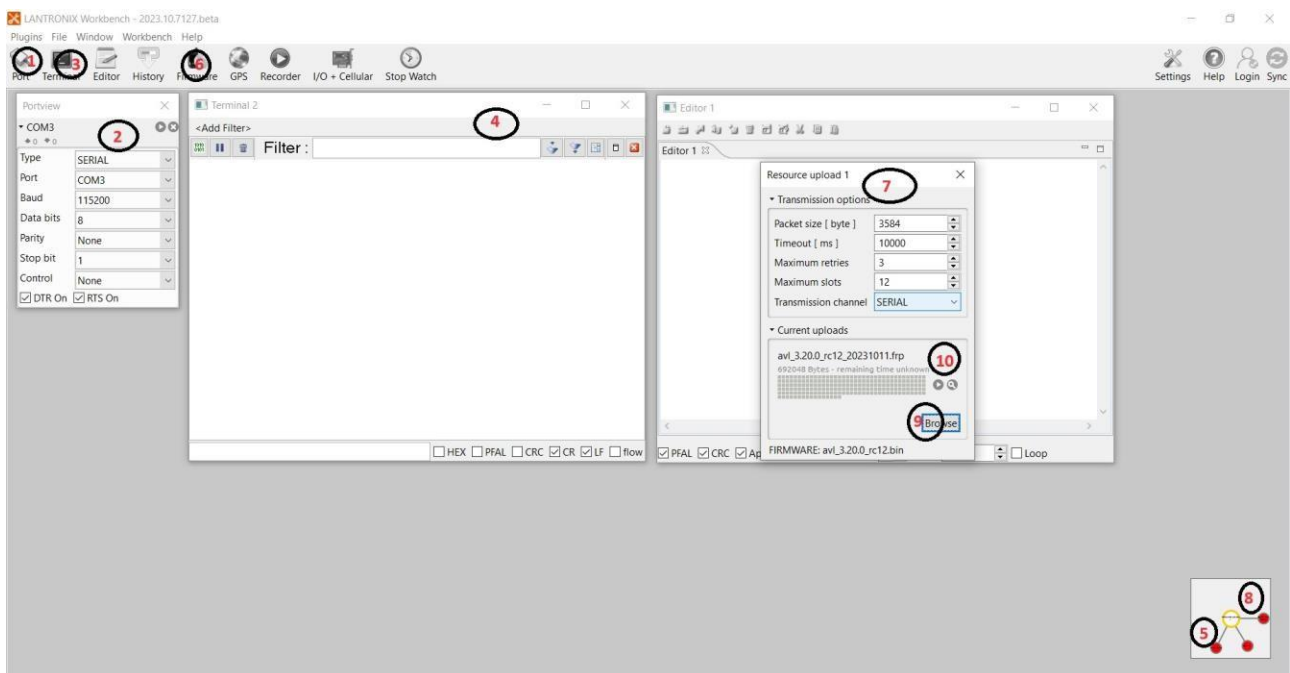 LANTRONIX Workbench - 2023.10.7127.beta
Plugins File Window Workbench Help
1 3 6
Port Terminal Editor History Firmware GPS Recorder I/O + Cellular Stop Watch Settings Help Login Sync
Portview
COM3
2
0 0
Type SERIAL
Port COM3
Baud 115200
Data bits 8
Parity None
Stop bit 1
Control None
DTR On RTS On
Terminal 2
4
<Add Filter>
Filter :
HEX PFAL CRC CR LF flow
Editor 1
Editor 1
PFAL CRC Ap
Loop
Resource upload 1
7
Transmission options
Packet size [ byte ] 3584
Timeout [ ms ] 10000
Maximum retries 3
Maximum slots 12
Transmission channel SERIAL
Current uploads
avl_3.20.0_rc12_20231011.frp
10
692048 Bytes - remaining time unknown
9 Browse
FIRMWARE: avl_3.20.0_rc12.bin
8
5